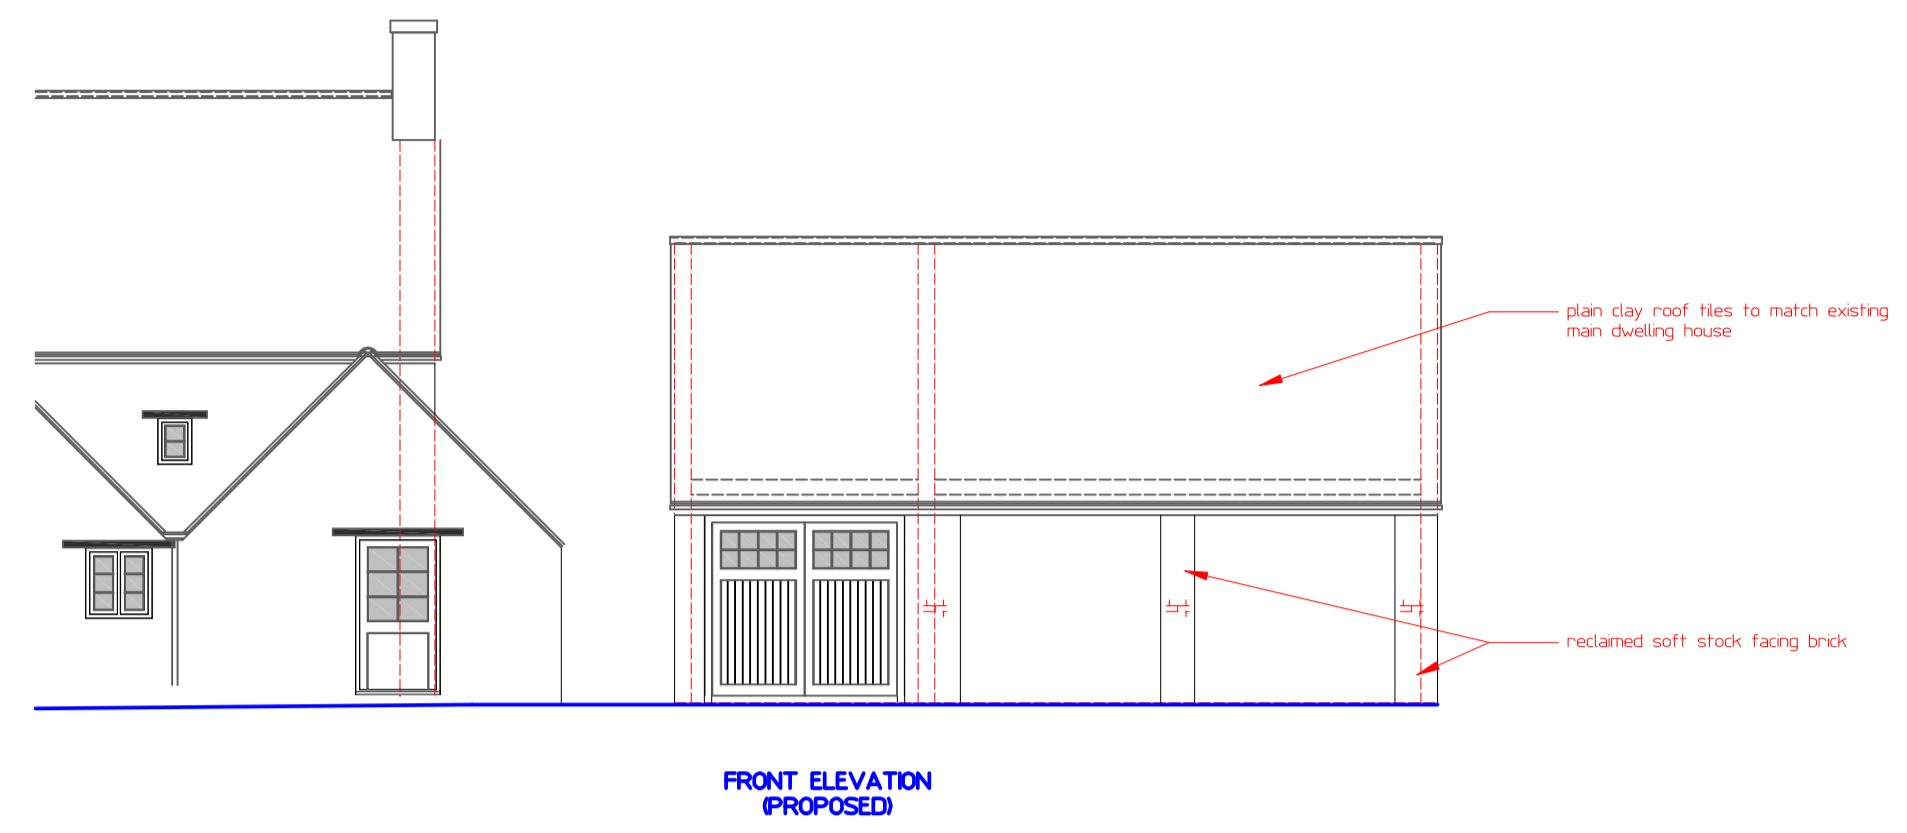 plain clay roof tiles to match existing
main dwelling house
reclaimed soft stock facing brick
FRONT ELEVATION
(PROPOSED)